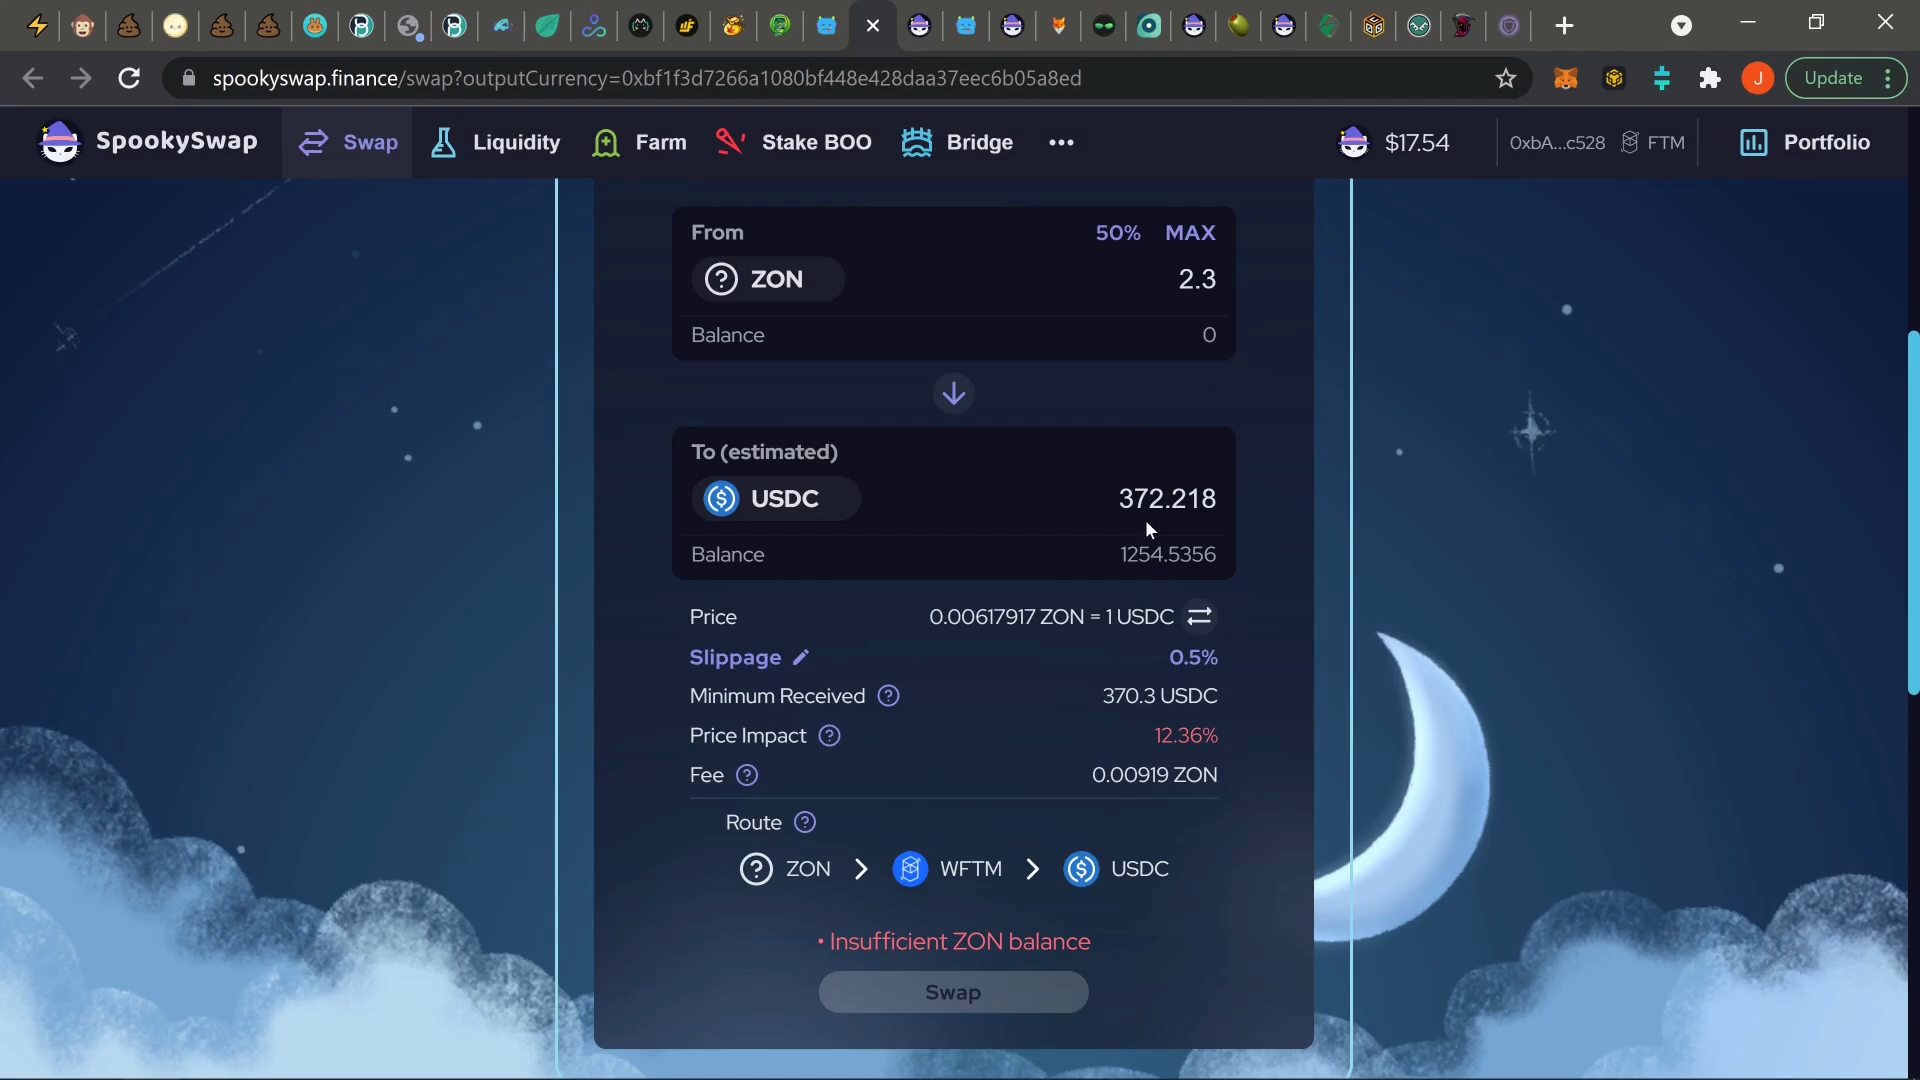 spookyswap.finance/swap?outputCurrency=0xbf1f3d7266a1080bf448e428daa37eec6b05a8ed
J
Update
SpookySwap
Swap
Liquidity
Farm
Stake BOO
Bridge
$17.54
0xbA...c528
FTM
Portfolio
From
50% MAX
? ZON
2.3
Balance
0
To (estimated)
$ USDC
372.218
Balance
1254.5356
Price
0.00617917 ZON = 1 USDC
Slippage
0.5%
Minimum Received ?
370.3 USDC
Price Impact ?
12.36%
Fee ?
0.00919 ZON
Route ?
? ZON > WFTM > $ USDC
• Insufficient ZON balance
Swap